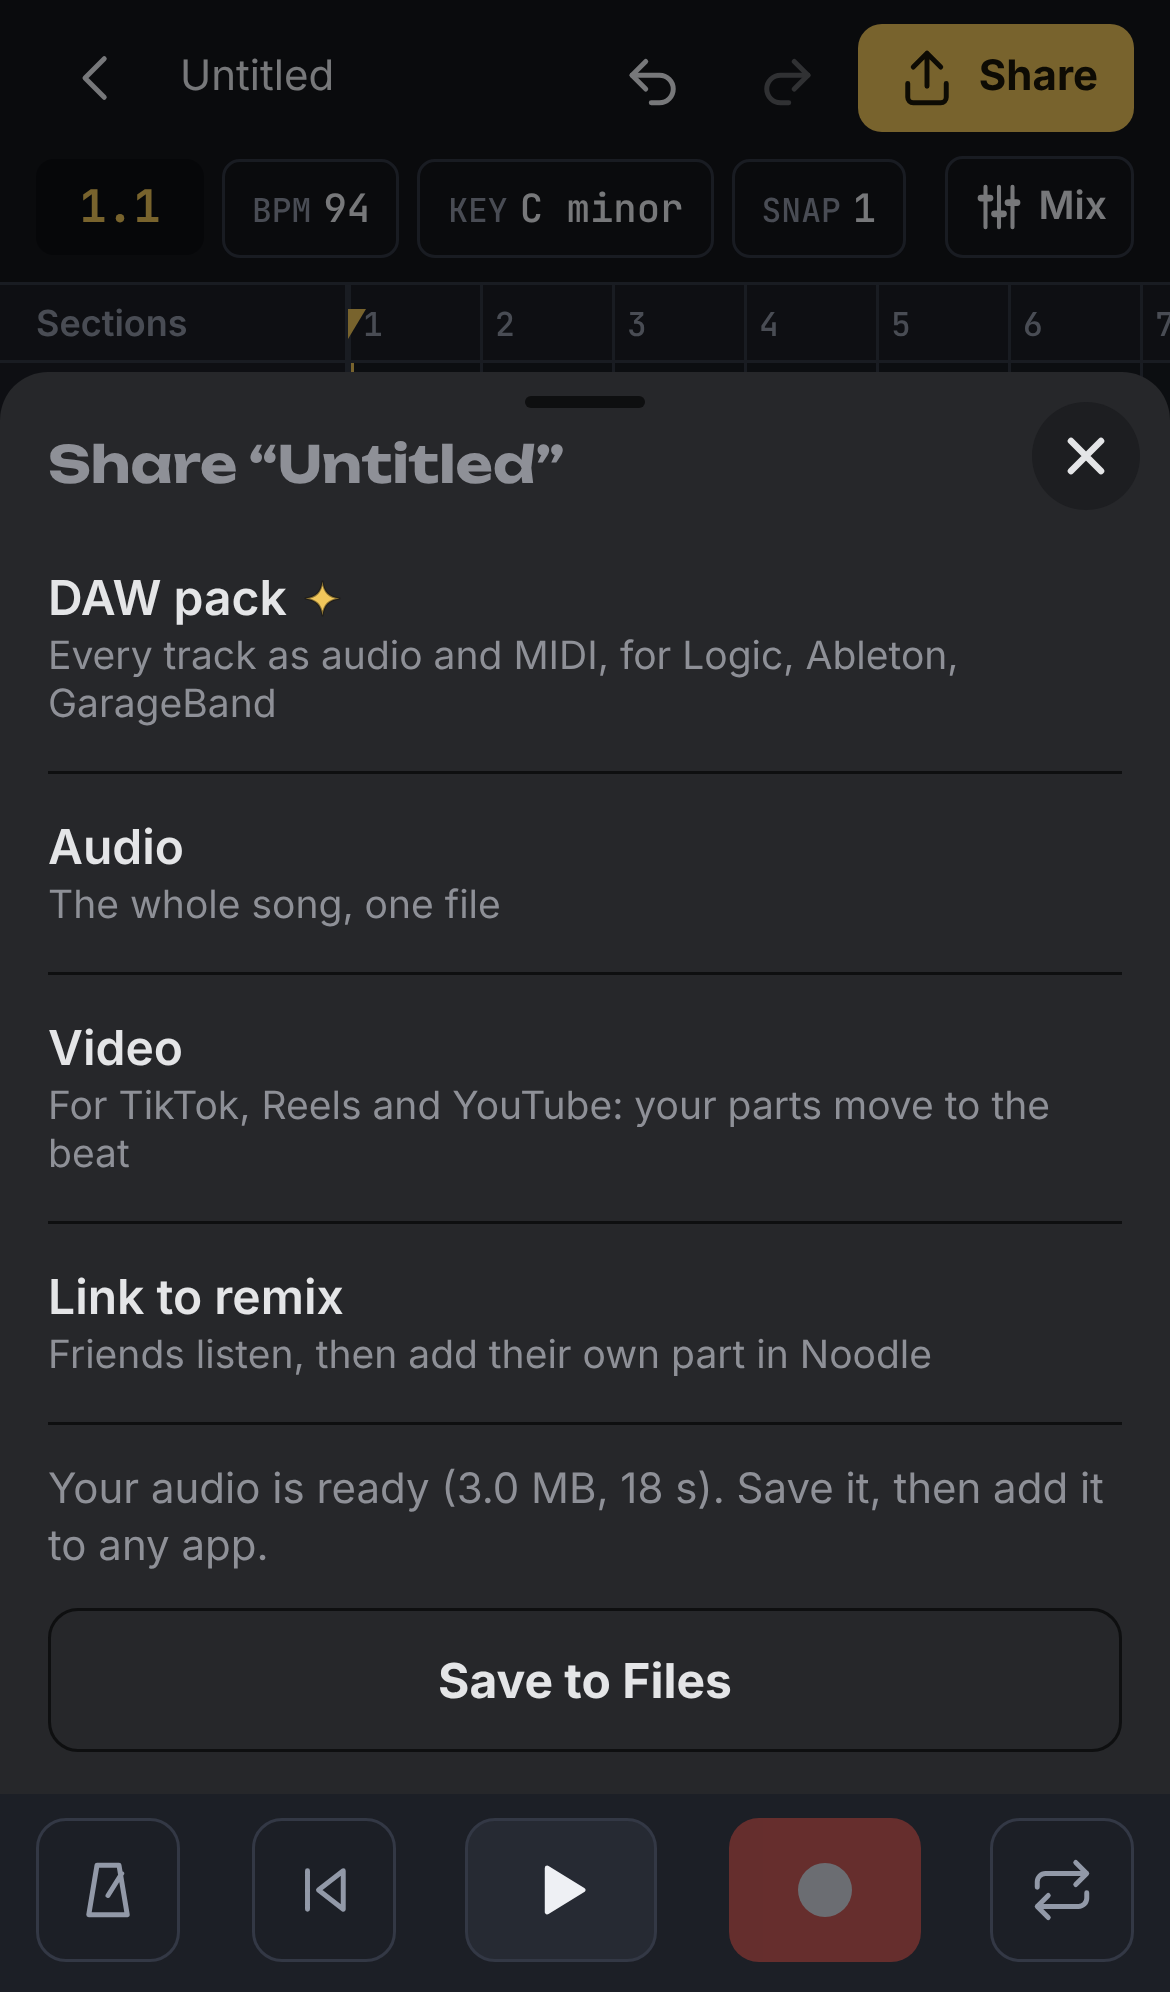 Untitled
Share
1.1
BPM 94
KEY C minor
SNAP 1
Mix
Sections
1 2 3 4 5 6 7
Share “Untitled”
DAW pack
Every track as audio and MIDI, for Logic, Ableton,
GarageBand
Audio
The whole song, one file
Video
For TikTok, Reels and YouTube: your parts move to the
beat
Link to remix
Friends listen, then add their own part in Noodle
Your audio is ready (3.0 MB, 18 s). Save it, then add it
to any app.
Save to Files